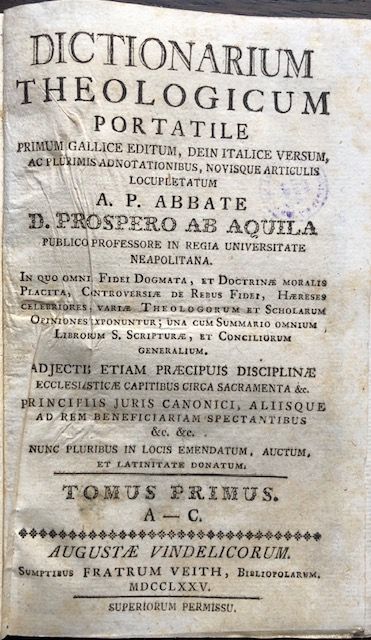 DICTIONARIUM
THEOLOGICUM
PORTATILE
PRIMUM GALLICE EDITUM, DEIN ITALICE VERSUM,
AC PLURIMIS ADNOTATIONIBUS, NOVISQUE ARTICULIS
LOCUPLETATUM
A P. ABBATE
D. PROSPERO AB AQUILA
PUBLICO PROFESSORE IN REGIA UNIVERSITATE
NEAPOLITANA.
IN QUO OMNI FIDEI DOGMATA, ET DOCTRINÆ MORALIS
PLACITA, CONTROVERSIÆ DE REBUS FIDEI, HÆRESES
CELEBRIORES, VARIÆ THEOLOGORUM ET SCHOLARUM
OPINIONES EXPONUNTUR; UNA CUM SUMMARIO OMNIUM
LIBRORUM S. SCRIPTURÆ, ET CONCILIORUM
GENERALIUM.
ADJECTIS ETIAM PRÆCIPUIS DISCIPLINÆ
ECCLESIASTICÆ CAPITIBUS CIRCA SACRAMENTA &c.
PRINCIPIIS JURIS CANONICI, ALIISQUE
AD REM BENEFICIARIAM SPECTANTIBUS
&c. &c.
NUNC PLURIBUS IN LOCIS EMENDATUM, AUCTUM,
ET LATINITATE DONATUM.
TOMUS PRIMUS.
A — C.
AUGUSTÆ VINDELICORUM.
SUMPTIBUS FRATRUM VEITH, BIBLIOPOLARUM.
MDCCLXXV.
SUPERIORUM PERMISSU.